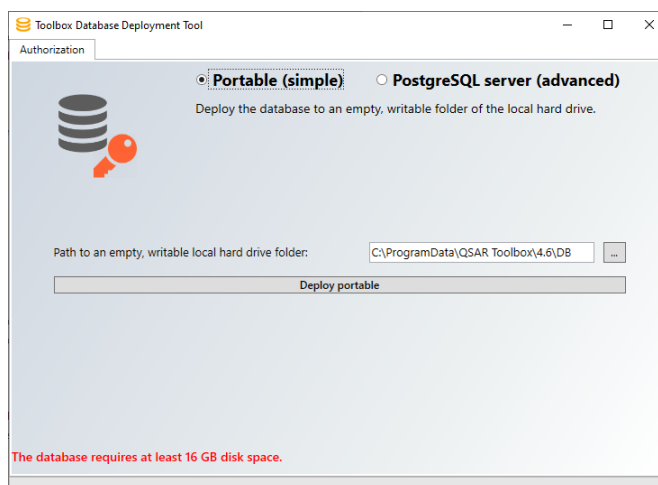 Toolbox Database Deployment Tool
Authorization
Portable (simple)
PostgreSQL server (advanced)
Deploy the database to an empty, writable folder of the local hard drive.
Path to an empty, writable local hard drive folder:
C:\ProgramData\QSAR Toolbox\4.6\DB
...
Deploy portable
The database requires at least 16 GB disk space.